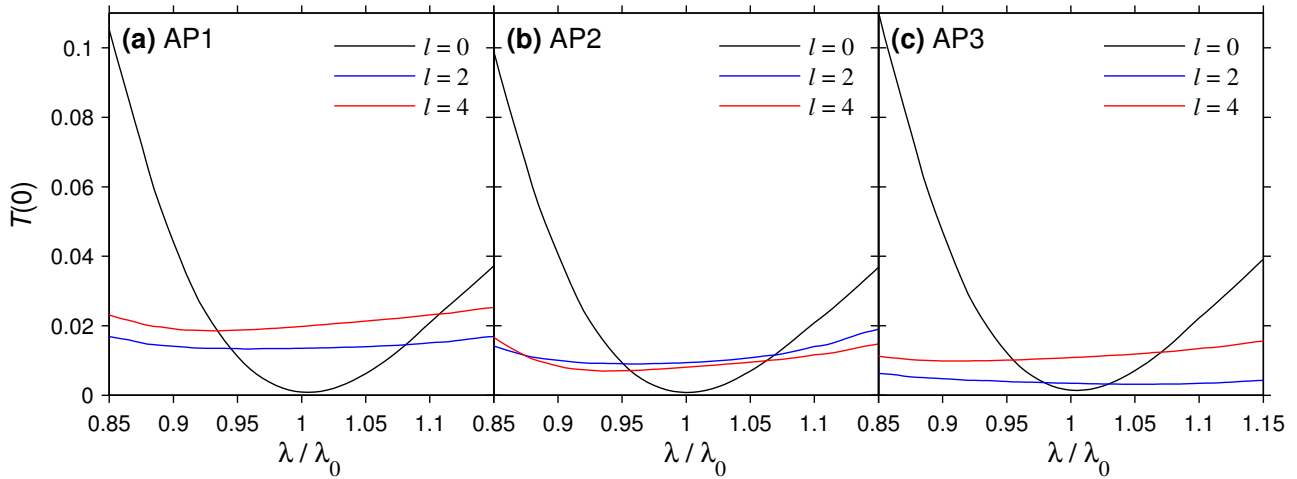 (a) AP1
l = 0
l = 2
l = 4
(b) AP2
l = 0
l = 2
l = 4
(c) AP3
l = 0
l = 2
l = 4
T(0)
0.1
0.08
0.06
0.04
0.02
0
0.85 0.9 0.95 1 1.05 1.1 0.85 0.9 0.95 1 1.05 1.1 0.85 0.9 0.95 1 1.05 1.1 1.15
λ / λ0 λ / λ0 λ / λ0